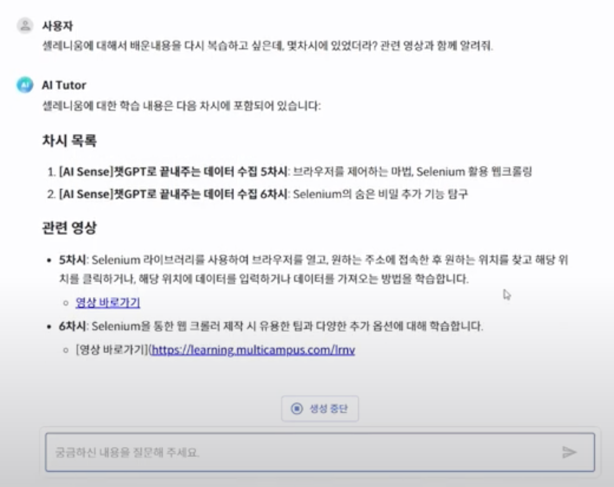 사용자
셀레니움에 대해서 배운내용을 다시 복습하고 싶은데, 몇차시에 있었더라? 관련 영상과 함께 알려줘.
AI Tutor
셀레니움에 대한 학습 내용은 다음 차시에 포함되어 있습니다:
차시 목록
1. [AI Sense]챗GPT로 끝내주는 데이터 수집 5차시: 브라우저를 제어하는 마법, Selenium 활용 웹크롤링
2. [AI Sense]챗GPT로 끝내주는 데이터 수집 6차시: Selenium의 숨은 비밀 추가 기능 탐구
관련 영상
• 5차시: Selenium 라이브러리를 사용하여 브라우저를 열고, 원하는 주소에 접속한 후 원하는 위치를 찾고 해당 위
치를 클릭하거나, 해당 위치에 데이터를 입력하거나 데이터를 가져오는 방법을 학습합니다.
◦ 영상 바로가기
• 6차시: Selenium을 통한 웹 크롤러 제작 시 유용한 팁과 다양한 추가 옵션에 대해 학습합니다.
◦ [영상 바로가기](https://learning.multicampus.com/lrnv
생성 중단
궁금하신 내용을 질문해 주세요.